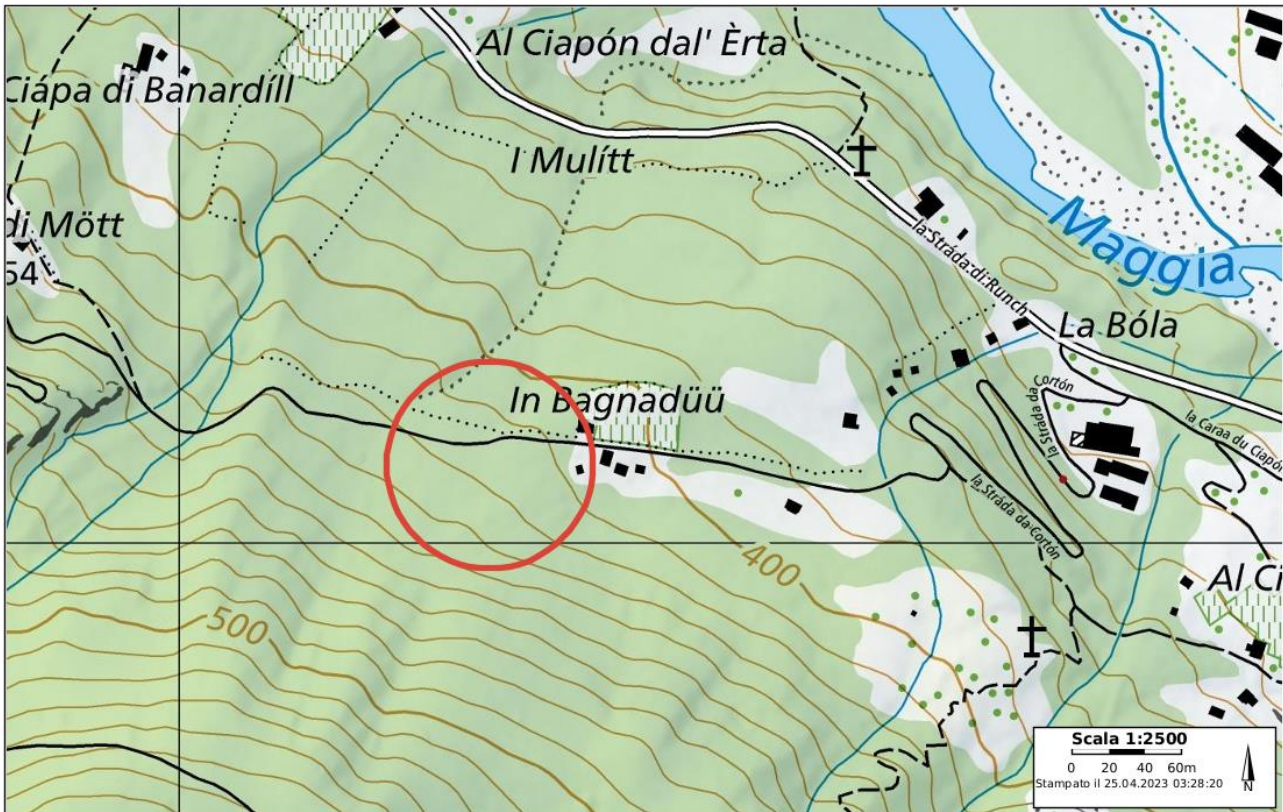 Al Ciapón dal' Èrta
Ciápa di Banardíll
I Mulítt
di Mött
54
la Stráda di Runch
Maggia
La Bóla
In Bagnadüü
Cortón
la Stráda da
la Caraa du Ciapón
la Stráda da Cortón
400
500
Al Ci
Scala 1:2500
0 20 40 60m
Stampato il 25.04.2023 03:28:20
N